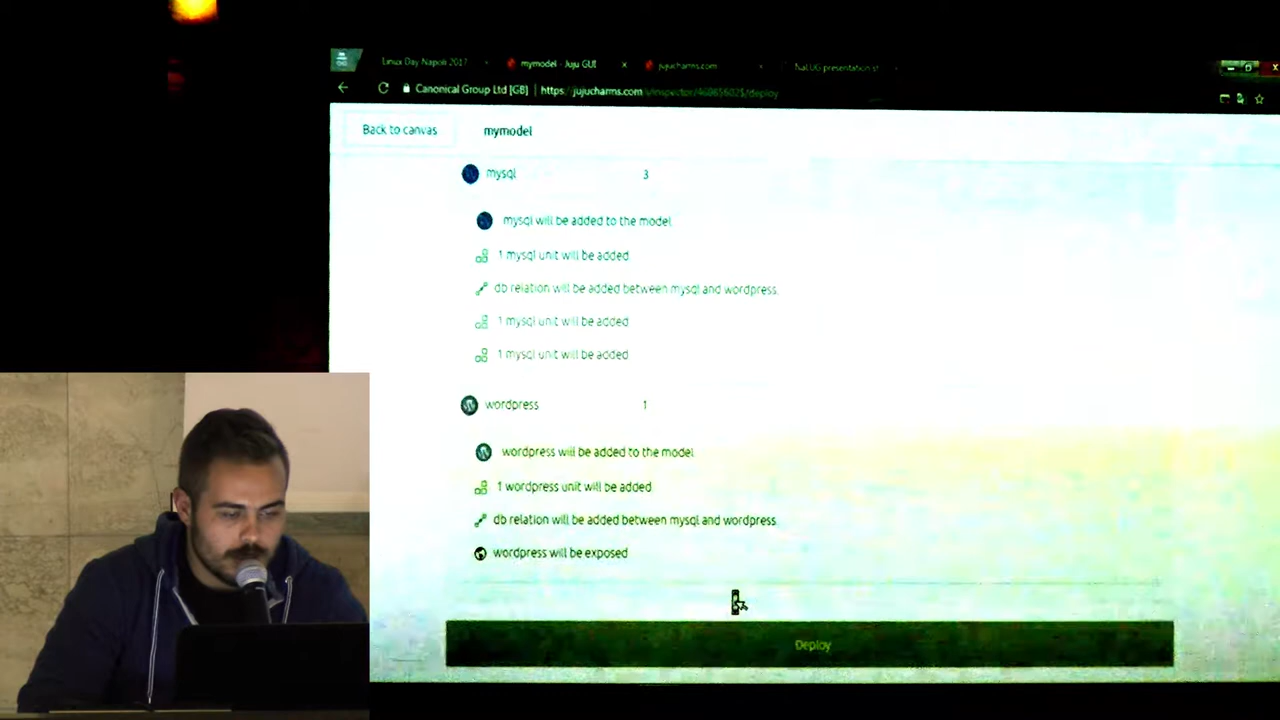 Linux Day Napoli 2017
mymodel - Juju GUI
jujucharms.com
NaLUG presentation st
Canonical Group Ltd [GB]
https://jujucharms.com
/deploy
Back to canvas
mymodel
mysql 3
mysql will be added to the model
1 mysql unit will be added
db relation will be added between mysql and wordpress.
1 mysql unit will be added
1 mysql unit will be added
wordpress 1
wordpress will be added to the model
1 wordpress unit will be added
db relation will be added between mysql and wordpress.
wordpress will be exposed
Deploy